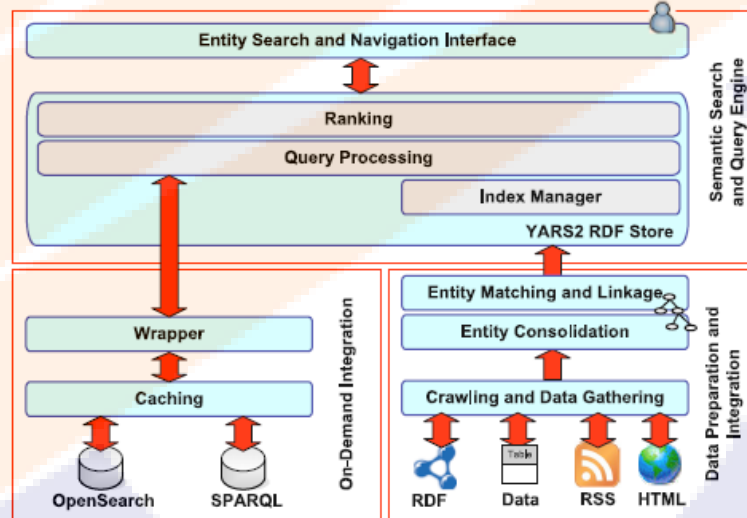 Entity Search and Navigation Interface
Ranking
Query Processing
Index Manager
YARS2 RDF Store
Semantic Search
and Query Engine
Wrapper
Caching
OpenSearch
SPARQL
On-Demand Integration
Entity Matching and Linkage
Entity Consolidation
Crawling and Data Gathering
RDF
Table
Data
RSS
HTML
Data Preparation and
Integration